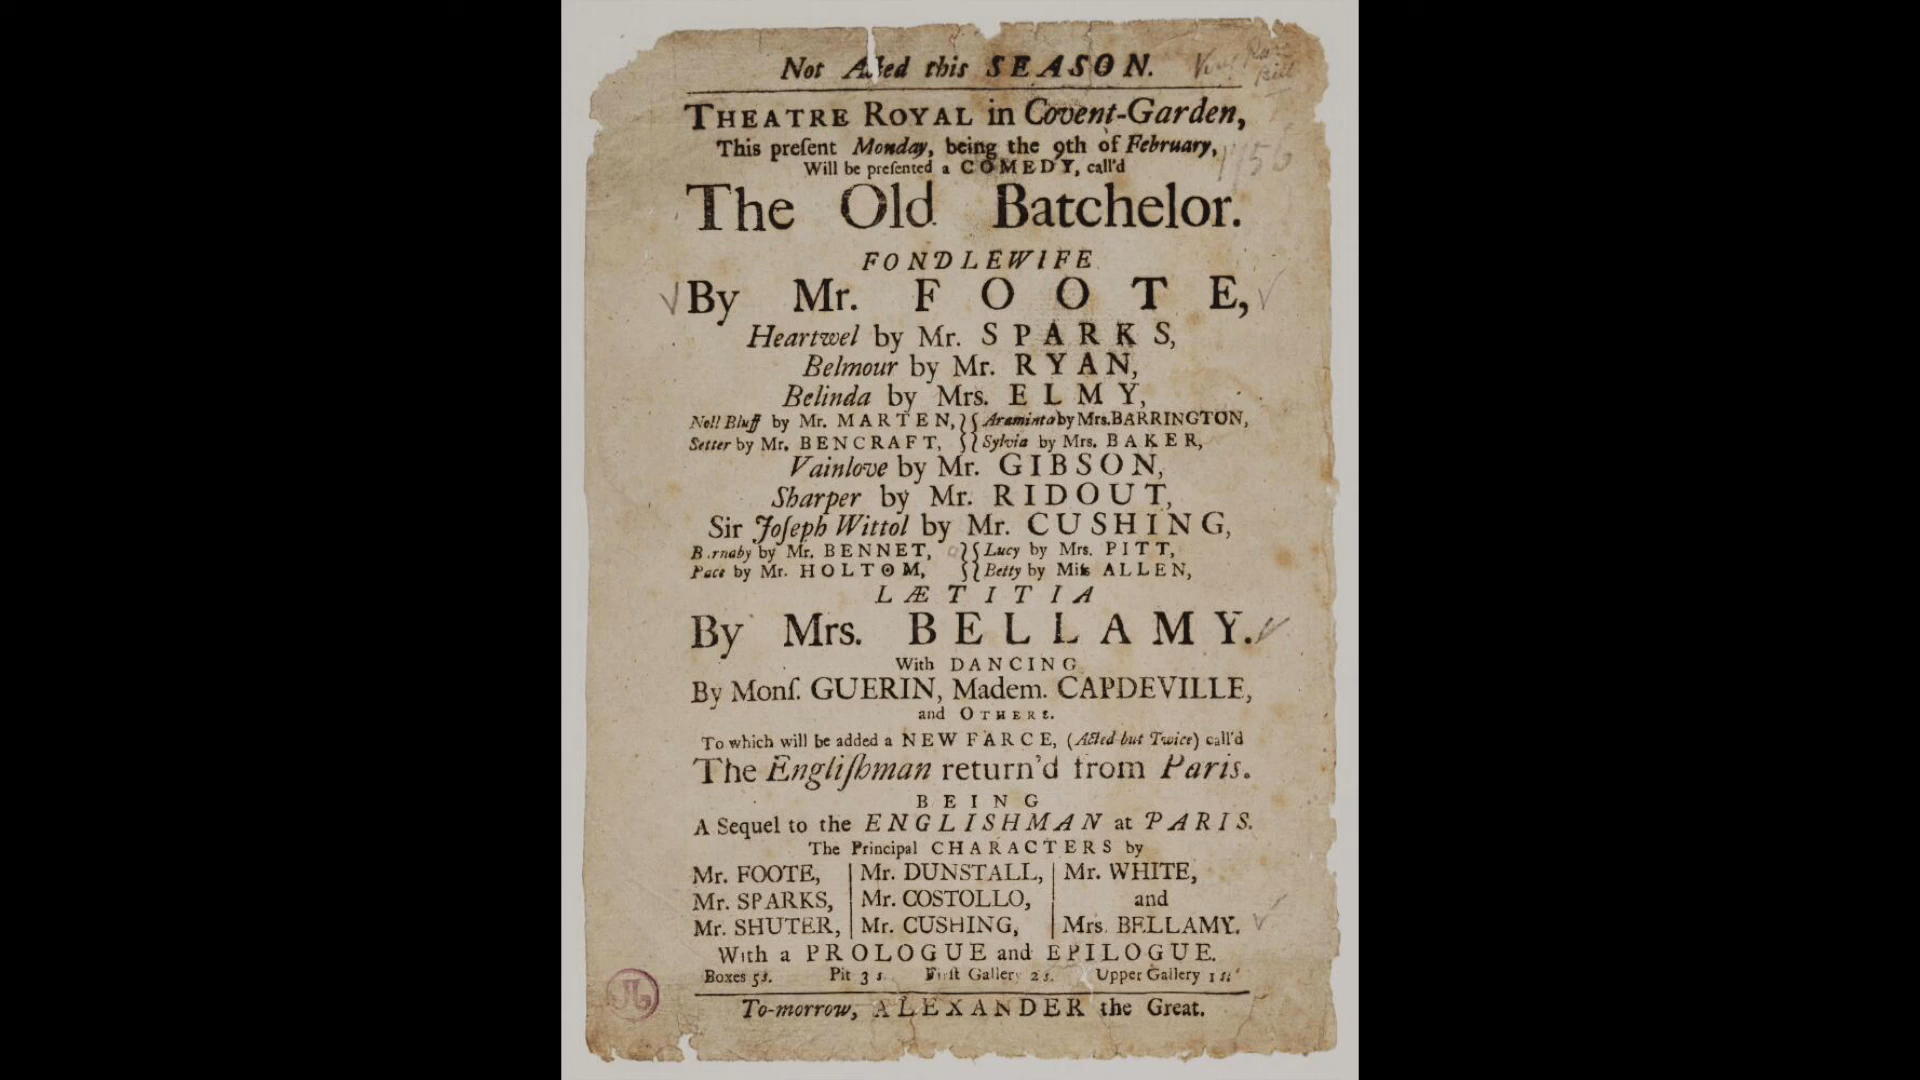 Not Acted this SEASON.
Very Rare
Bill
THEATRE ROYAL in Covent-Garden,
This preſent Monday, being the 9th of February,
1756
Will be preſented a COMEDY, call'd
The Old Batchelor.
FONDLEWIFE
By Mr. FOOTE,
Heartwel by Mr. SPARKS,
Belmour by Mr. RYAN,
Belinda by Mrs. ELMY,
Noll Bluff by Mr. MARTEN, }{ Araminta by Mrs. BARRINGTON,
Setter by Mr. BENCRAFT, }{ Sylvia by Mrs. BAKER,
Vainlove by Mr. GIBSON,
Sharper by Mr. RIDOUT,
Sir Joſeph Wittol by Mr. CUSHING,
Barnaby by Mr. BENNET, }{ Lucy by Mrs. PITT,
Pace by Mr. HOLTOM, }{ Betty by Miſs ALLEN,
LÆTITIA
By Mrs. BELLAMY.
With DANCING
By Monſ. GUERIN, Madem. CAPDEVILLE,
and OTHERS.
To which will be added a NEW FARCE, (Acted but Twice) call'd
The Engliſhman return'd from Paris.
BEING
A Sequel to the ENGLISHMAN at PARIS.
The Principal CHARACTERS by
Mr. FOOTE, | Mr. DUNSTALL, | Mr. WHITE,
Mr. SPARKS, | Mr. COSTOLLO, | and
Mr. SHUTER, | Mr. CUSHING, | Mrs. BELLAMY.
With a PROLOGUE and EPILOGUE.
Boxes 5s. Pit 3s. Firſt Gallery 2s. Upper Gallery 1s.
To-morrow, ALEXANDER the Great.